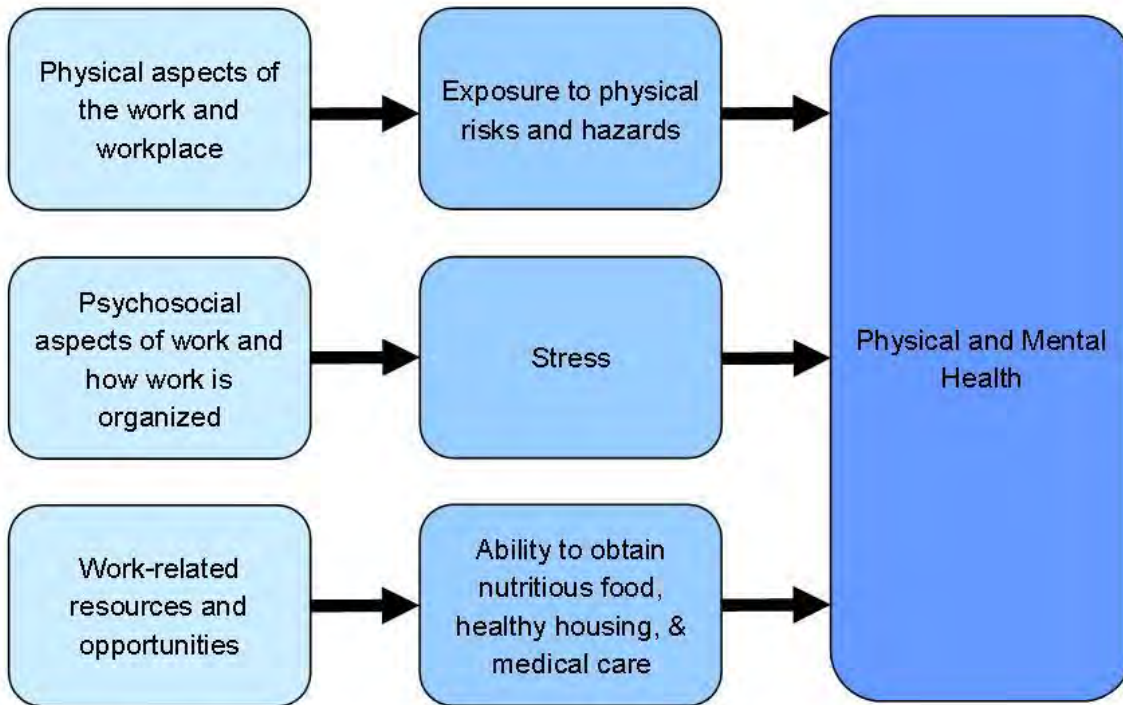 Physical aspects of
the work and
workplace
Exposure to physical
risks and hazards
Psychosocial
aspects of work and
how work is
organized
Stress
Physical and Mental
Health
Work-related
resources and
opportunities
Ability to obtain
nutritious food,
healthy housing, &
medical care